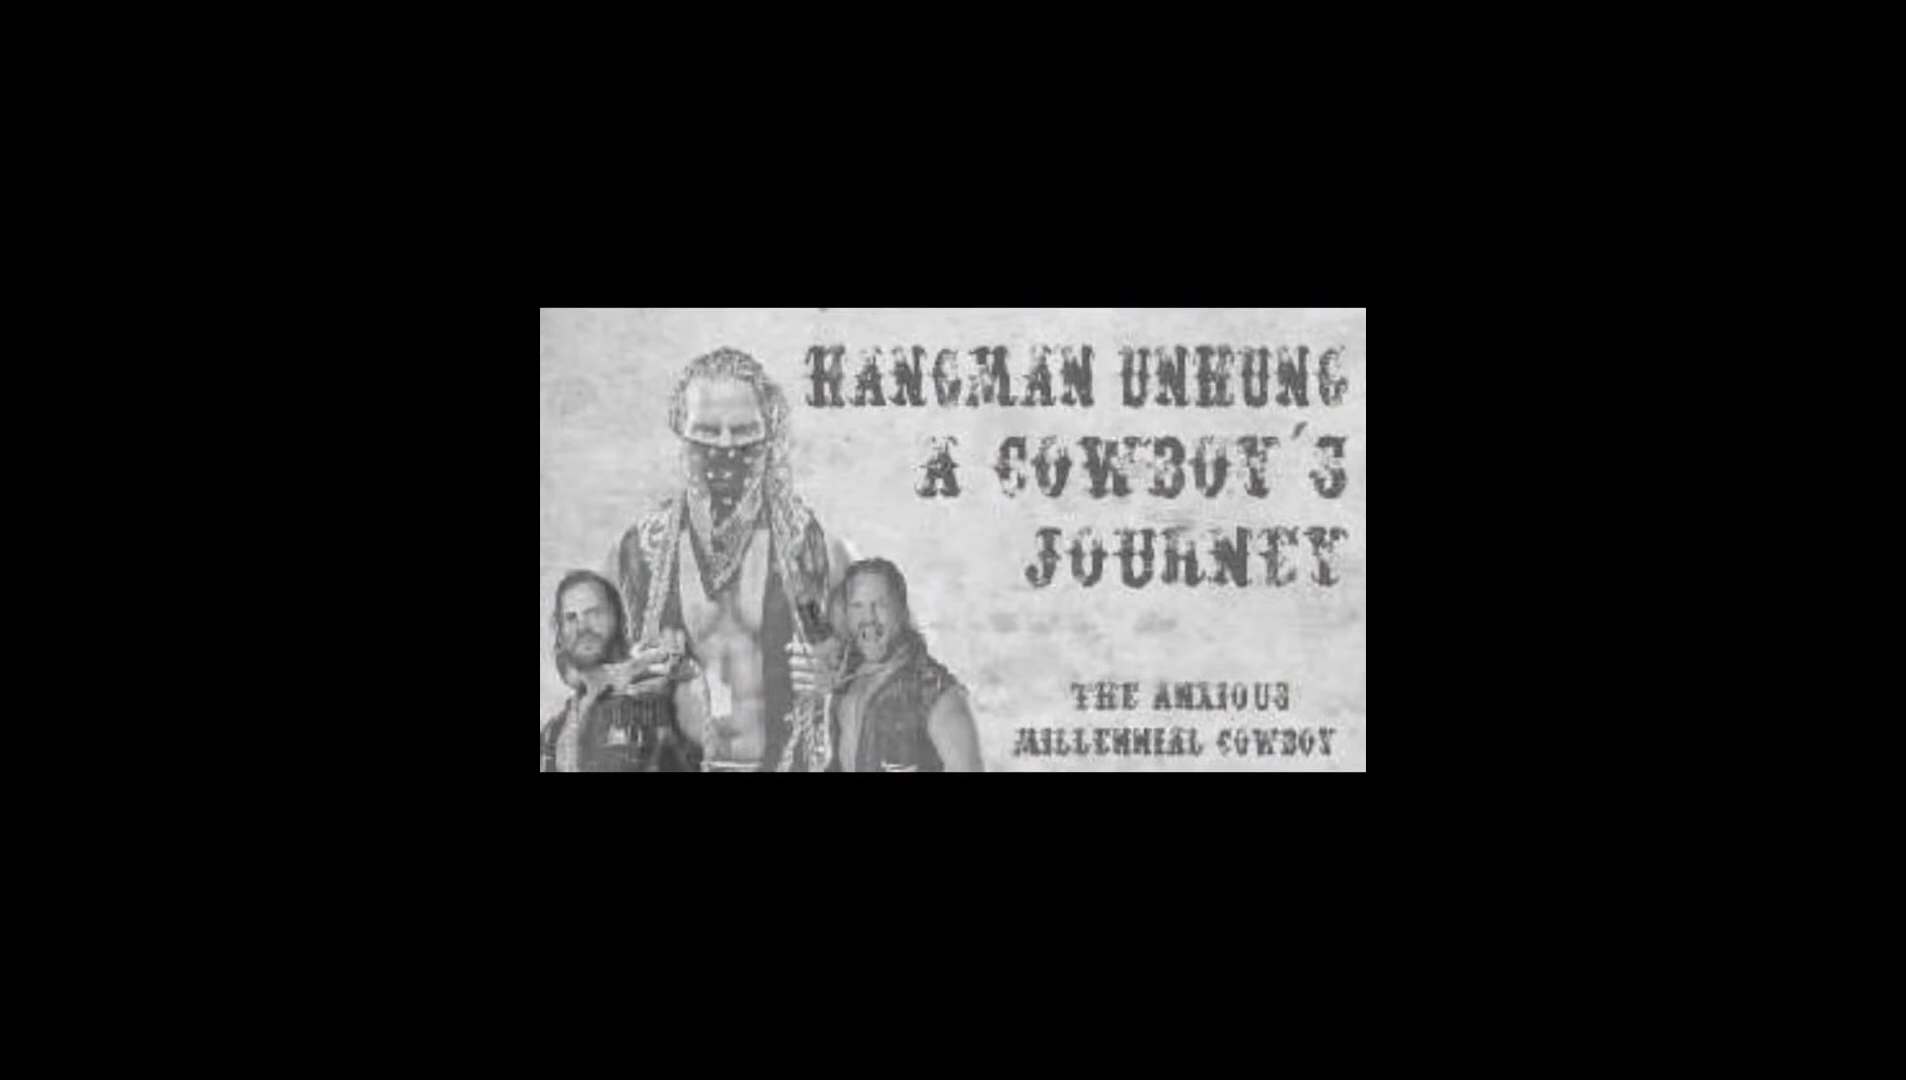 HANGMAN UNHUNG
A COWBOY´S
JOURNEY
THE ANXIOUS
MILLENNIAL COWBOY